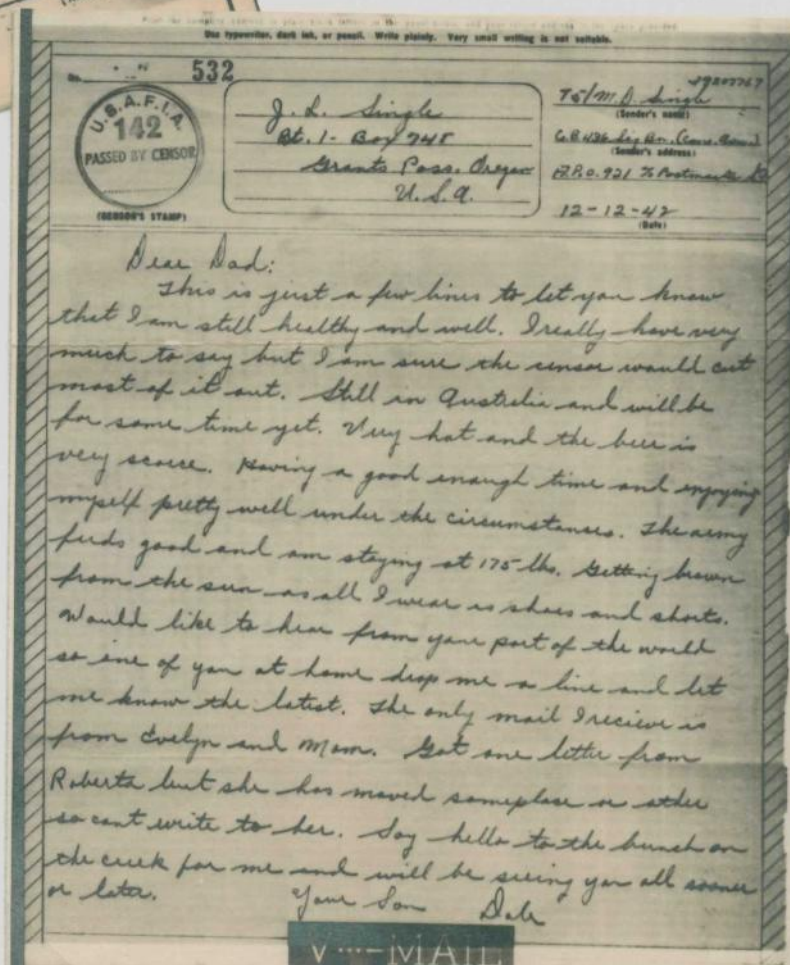 Use typewriter, dark ink, or pencil. Write plainly. Very small writing is not suitable.
No.
532
U.S.A.F.I.A.
142
PASSED BY CENSOR
(CENSOR'S STAMP)
J. L. Single
Rt. 1 - Box 748
Grants Pass, Oregon
U.S.A.
T5/M.D. Single
(Sender's name)
Co B 436 Sig Bn.
(Sender's address)
A.P.O. 921 % Postmaster
12-12-42
(Date)
Dear Dad:
This is just a few lines to let you know
that I am still healthy and well. I really have very
much to say but I am sure the censor would cut
most of it out. Still in Australia and will be
for some time yet. Very hot and the beer is
very scarce. Having a good enough time and enjoying
myself pretty well under the circumstances. The army
feeds good and am staying at 175 lbs. Getting brown
from the sun as all I wear is shoes and shorts.
Would like to hear from your part of the world
so one of you at home drop me a line and let
me know the latest. The only mail I recieve is
from Evelyn and Mom. Got one letter from
Roberta but she has moved someplace or other
so cant write to her. Say hello to the bunch on
the creek for me and will be seeing you all sooner
or later.
Your Son Dale
V···-MAIL